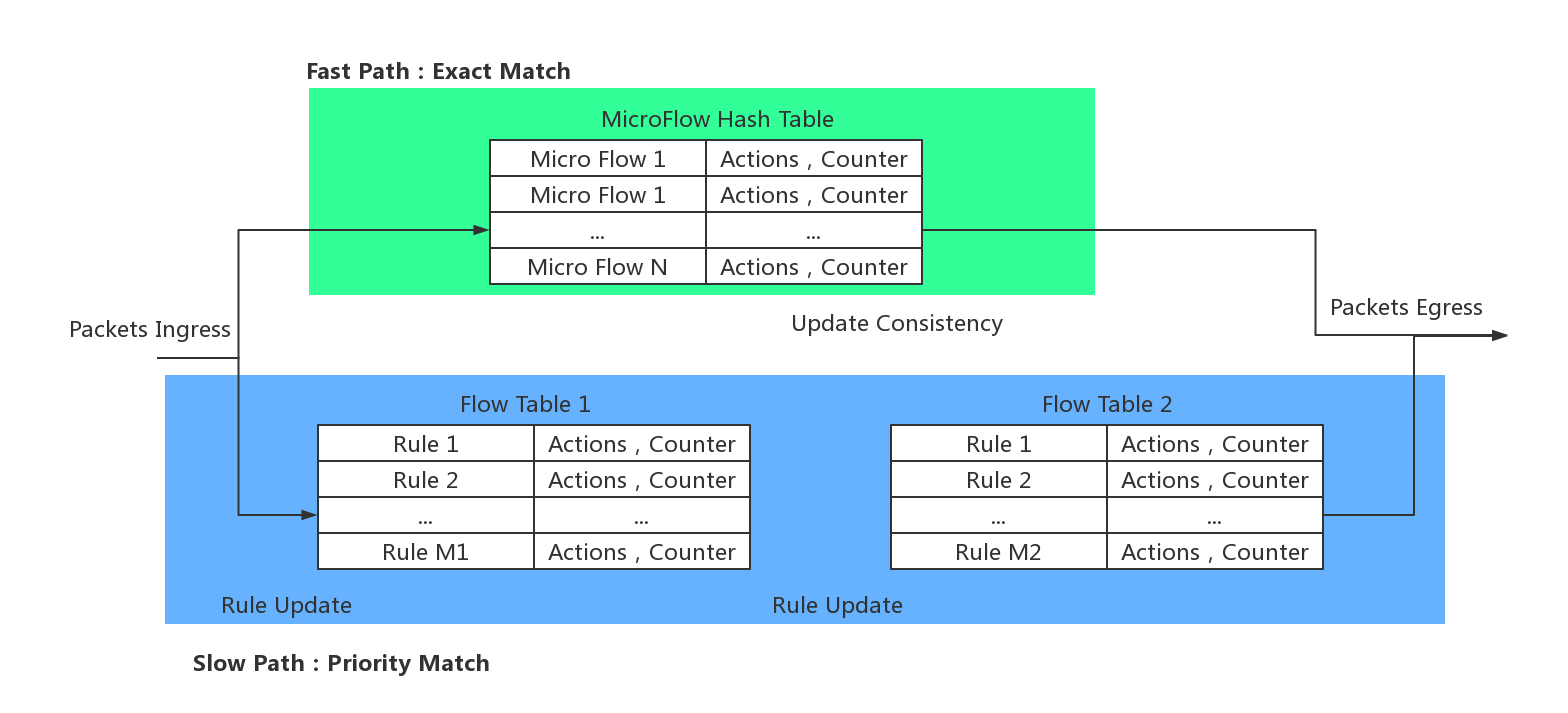 Fast Path : Exact Match
MicroFlow Hash Table
Micro Flow 1 Actions , Counter
Micro Flow 1 Actions , Counter
... ...
Micro Flow N Actions , Counter
Packets Ingress
Update Consistency
Packets Egress
Flow Table 1
Rule 1 Actions , Counter
Rule 2 Actions , Counter
... ...
Rule M1 Actions , Counter
Flow Table 2
Rule 1 Actions , Counter
Rule 2 Actions , Counter
... ...
Rule M2 Actions , Counter
Rule Update
Rule Update
Slow Path : Priority Match